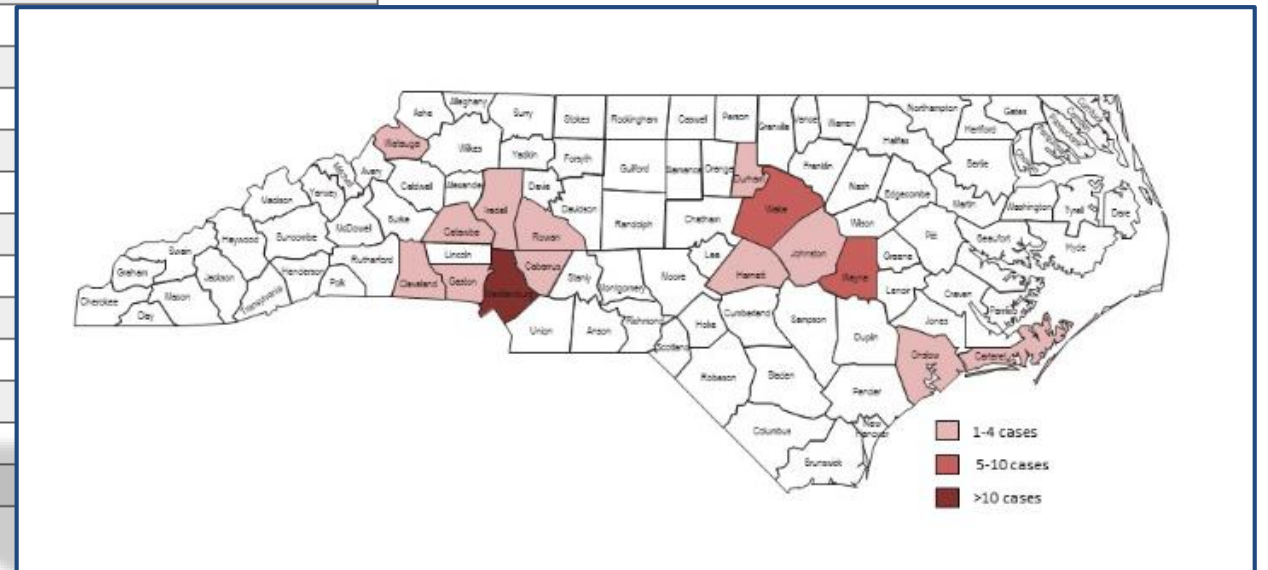 Ashe
Alleghany
Surry
Stokes
Rockingham
Caswell
Person
Granville
Vance
Warren
Northampton
Gates
Hertford
Halifax
Watauga
Wilkes
Yadkin
Forsyth
Guilford
Alamance
Orange
Durham
Franklin
Nash
Edgecombe
Bertie
Martin
Washington
Tyrrell
Dare
Avery
Caldwell
Alexander
Iredell
Davie
Davidson
Randolph
Chatham
Wake
Wilson
Pitt
Beaufort
Hyde
Madison
Yancey
McDowell
Burke
Catawba
Rowan
Johnston
Greene
Swain
Haywood
Buncombe
Rutherford
Lincoln
Cabarrus
Stanly
Montgomery
Moore
Lee
Harnett
Wayne
Lenoir
Craven
Pamlico
Graham
Jackson
Henderson
Polk
Cleveland
Gaston
Mecklenburg
Cherokee
Macon
Clay
Transylvania
Union
Anson
Richmond
Scotland
Hoke
Cumberland
Sampson
Duplin
Jones
Onslow
Carteret
Robeson
Bladen
Pender
Columbus
New
Hanover
Brunswick
1-4 cases
5-10 cases
>10 cases